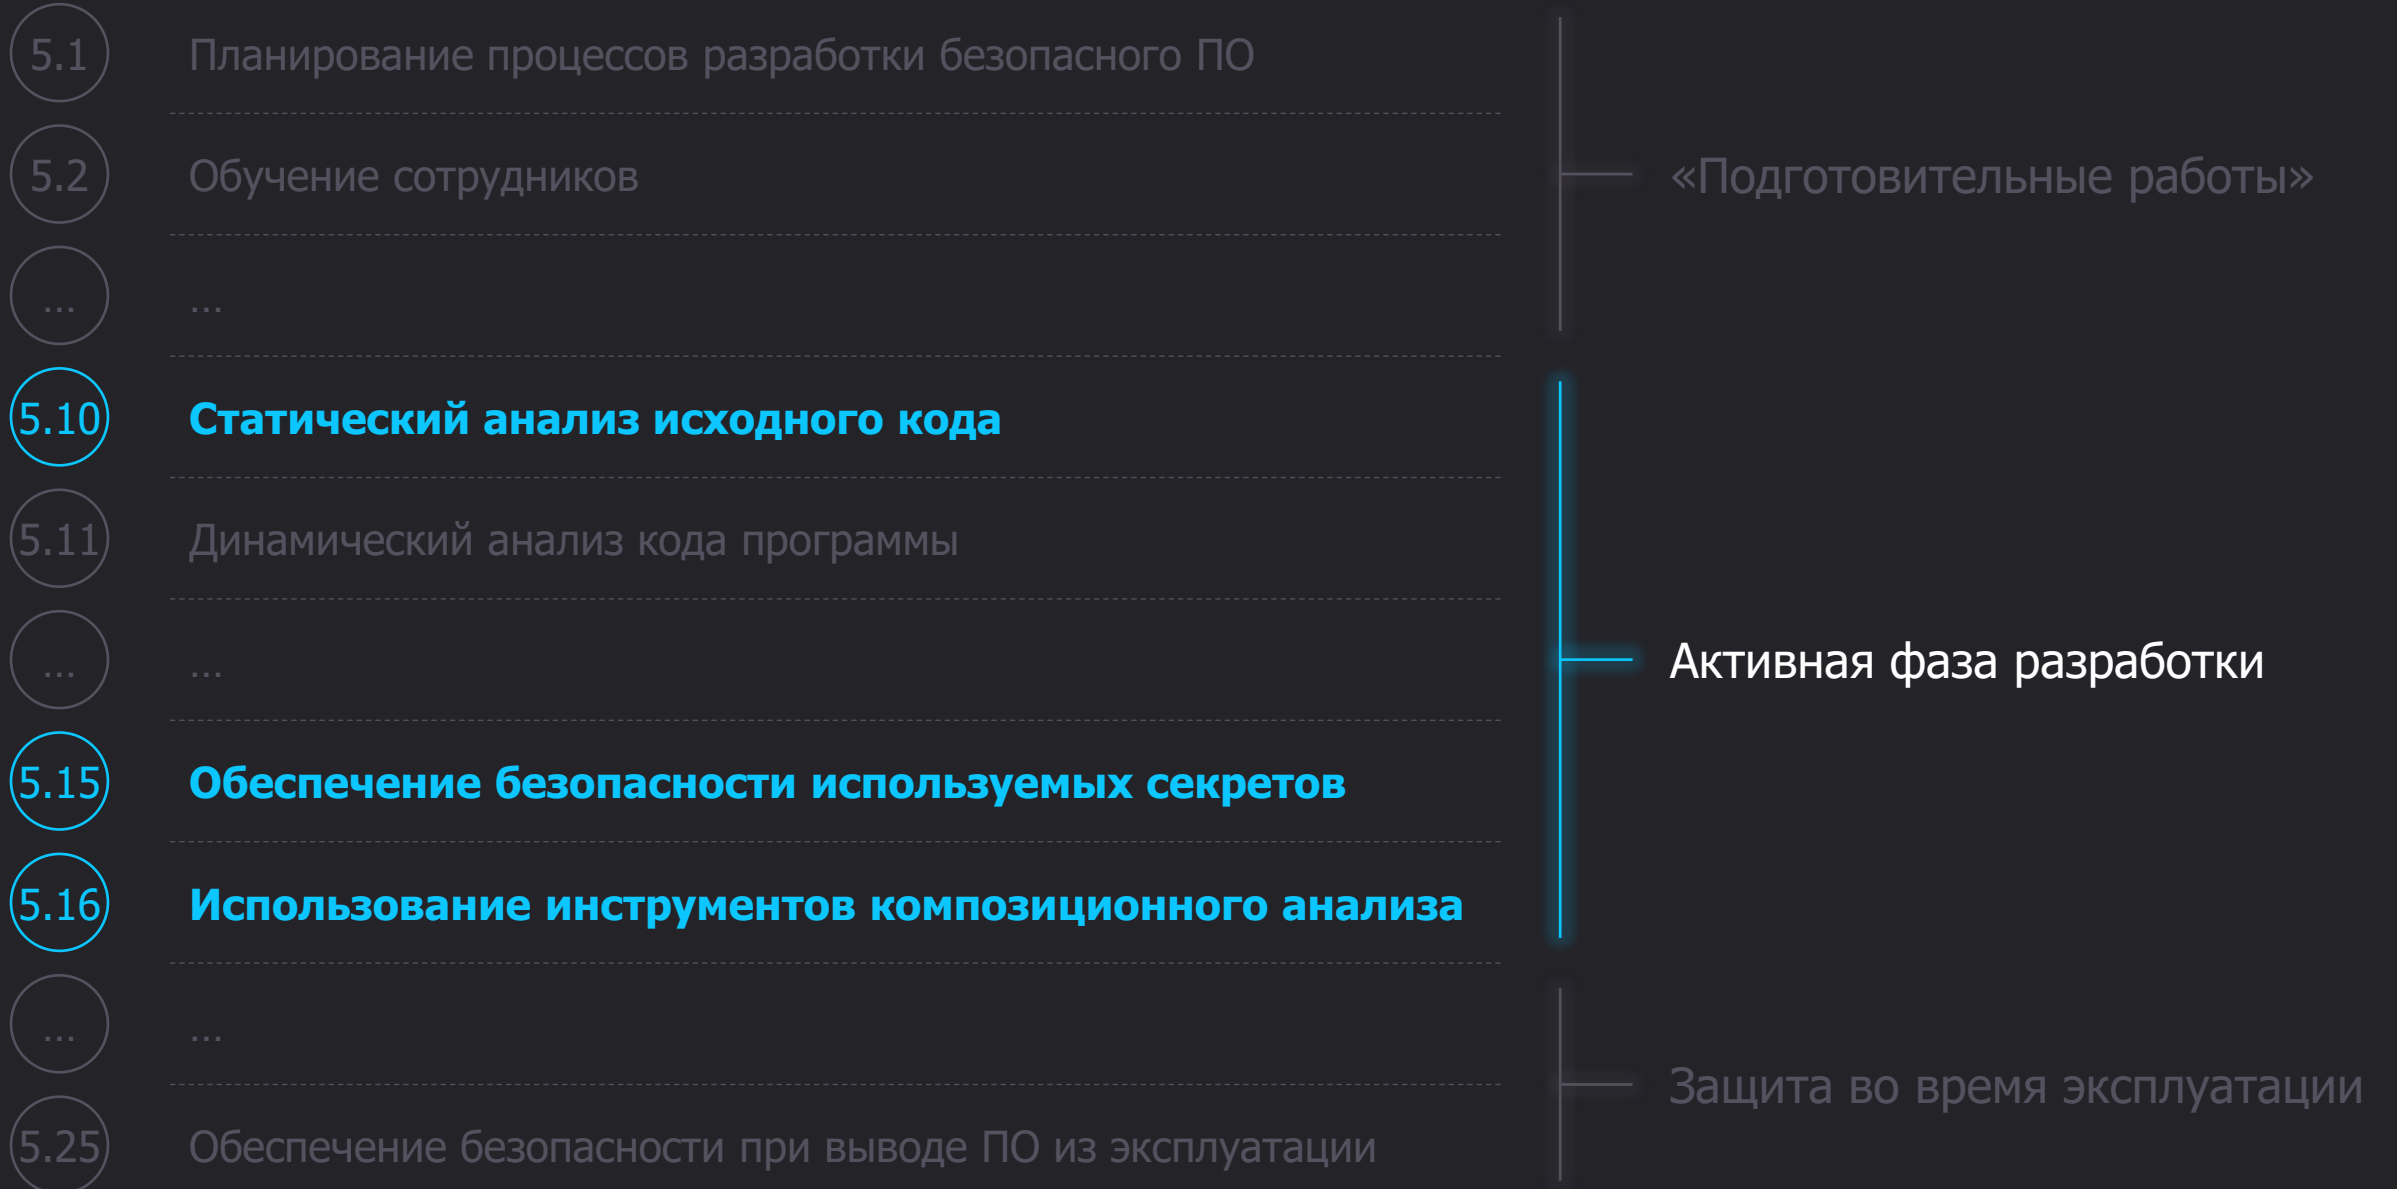 5.1 Планирование процессов разработки безопасного ПО
5.2 Обучение сотрудников
«Подготовительные работы»
... ...
5.10 Статический анализ исходного кода
5.11 Динамический анализ кода программы
... ...
Активная фаза разработки
5.15 Обеспечение безопасности используемых секретов
5.16 Использование инструментов композиционного анализа
... ...
Защита во время эксплуатации
5.25 Обеспечение безопасности при выводе ПО из эксплуатации